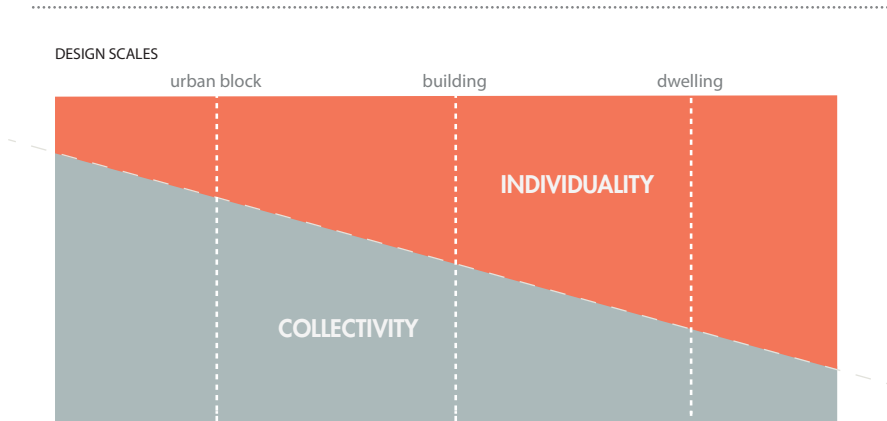 DESIGN SCALES
urban block building dwelling
INDIVIDUALITY
COLLECTIVITY